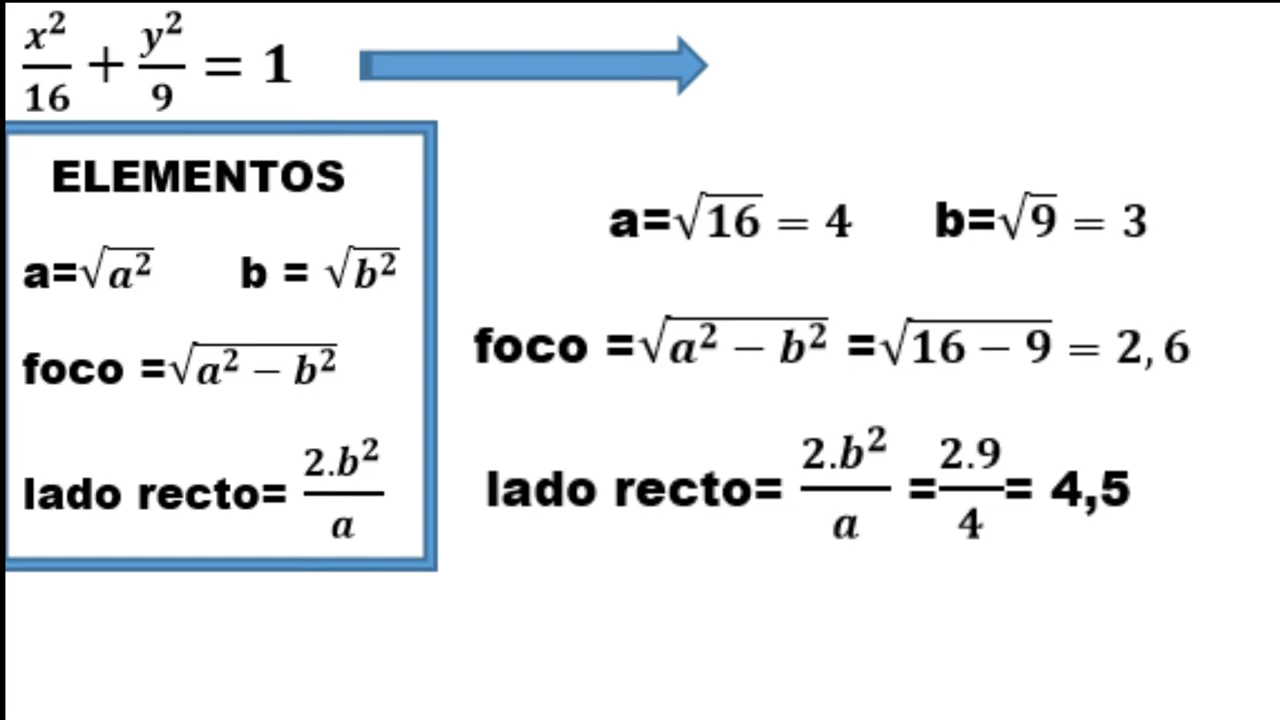 x²/16 + y²/9 = 1
ELEMENTOS
a=√a² b = √b²
foco =√a² − b²
lado recto= 2.b²/a
a=√16 = 4 b=√9 = 3
foco =√a² − b² =√16 − 9 = 2,6
lado recto= 2.b²/a =2.9/4= 4,5